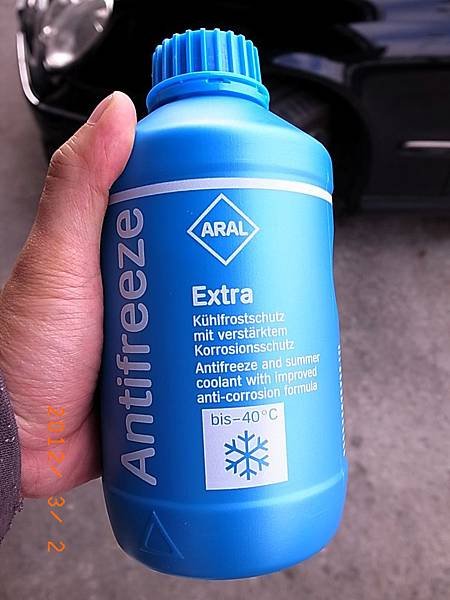 ARAL
Antifreeze
Extra
Kühlfrostschutz
mit verstärktem
Korrosionsschutz
Antifreeze and summer
coolant with improved
anti-corrosion formula
bis-40°C
2012/ 3/ 2